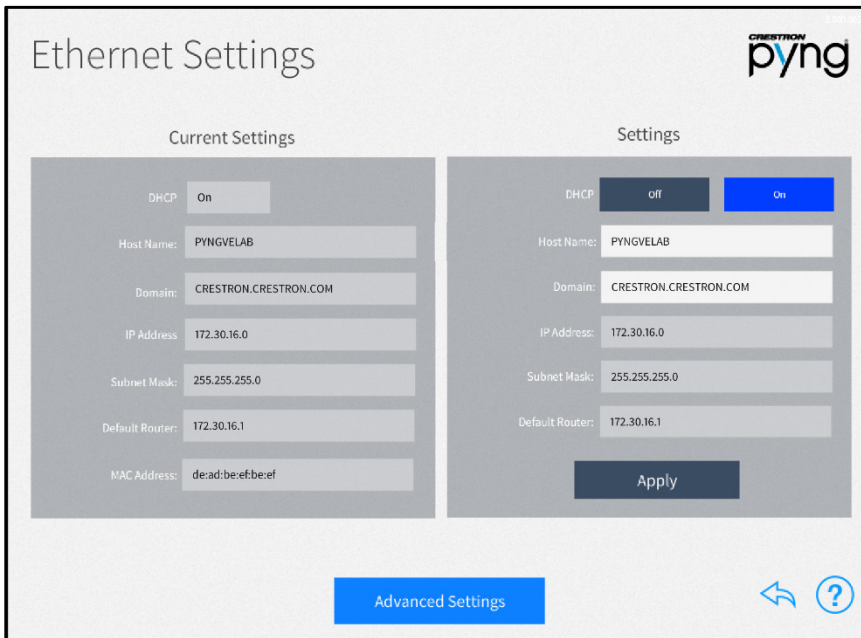 Ethernet Settings
CRESTRON
pyng
Current Settings
DHCP On
Host Name: PYNGVELAB
Domain: CRESTRON.CRESTRON.COM
IP Address 172.30.16.0
Subnet Mask: 255.255.255.0
Default Router: 172.30.16.1
MAC Address: de:ad:be:ef:be:ef
Settings
DHCP Off On
Host Name: PYNGVELAB
Domain: CRESTRON.CRESTRON.COM
IP Address: 172.30.16.0
Subnet Mask: 255.255.255.0
Default Router: 172.30.16.1
Apply
Advanced Settings
?